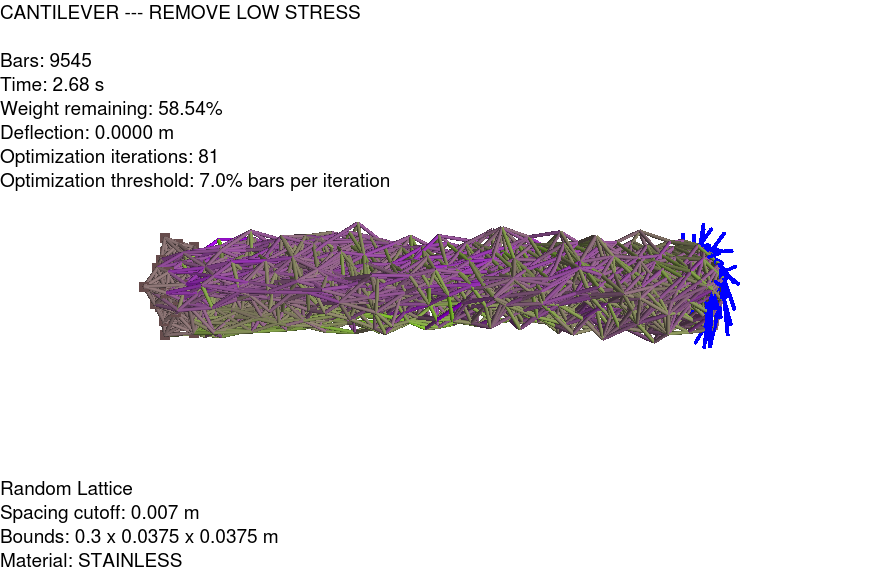 CANTILEVER --- REMOVE LOW STRESS
Bars: 9545
Time: 2.68 s
Weight remaining: 58.54%
Deflection: 0.0000 m
Optimization iterations: 81
Optimization threshold: 7.0% bars per iteration
Random Lattice
Spacing cutoff: 0.007 m
Bounds: 0.3 x 0.0375 x 0.0375 m
Material: STAINLESS